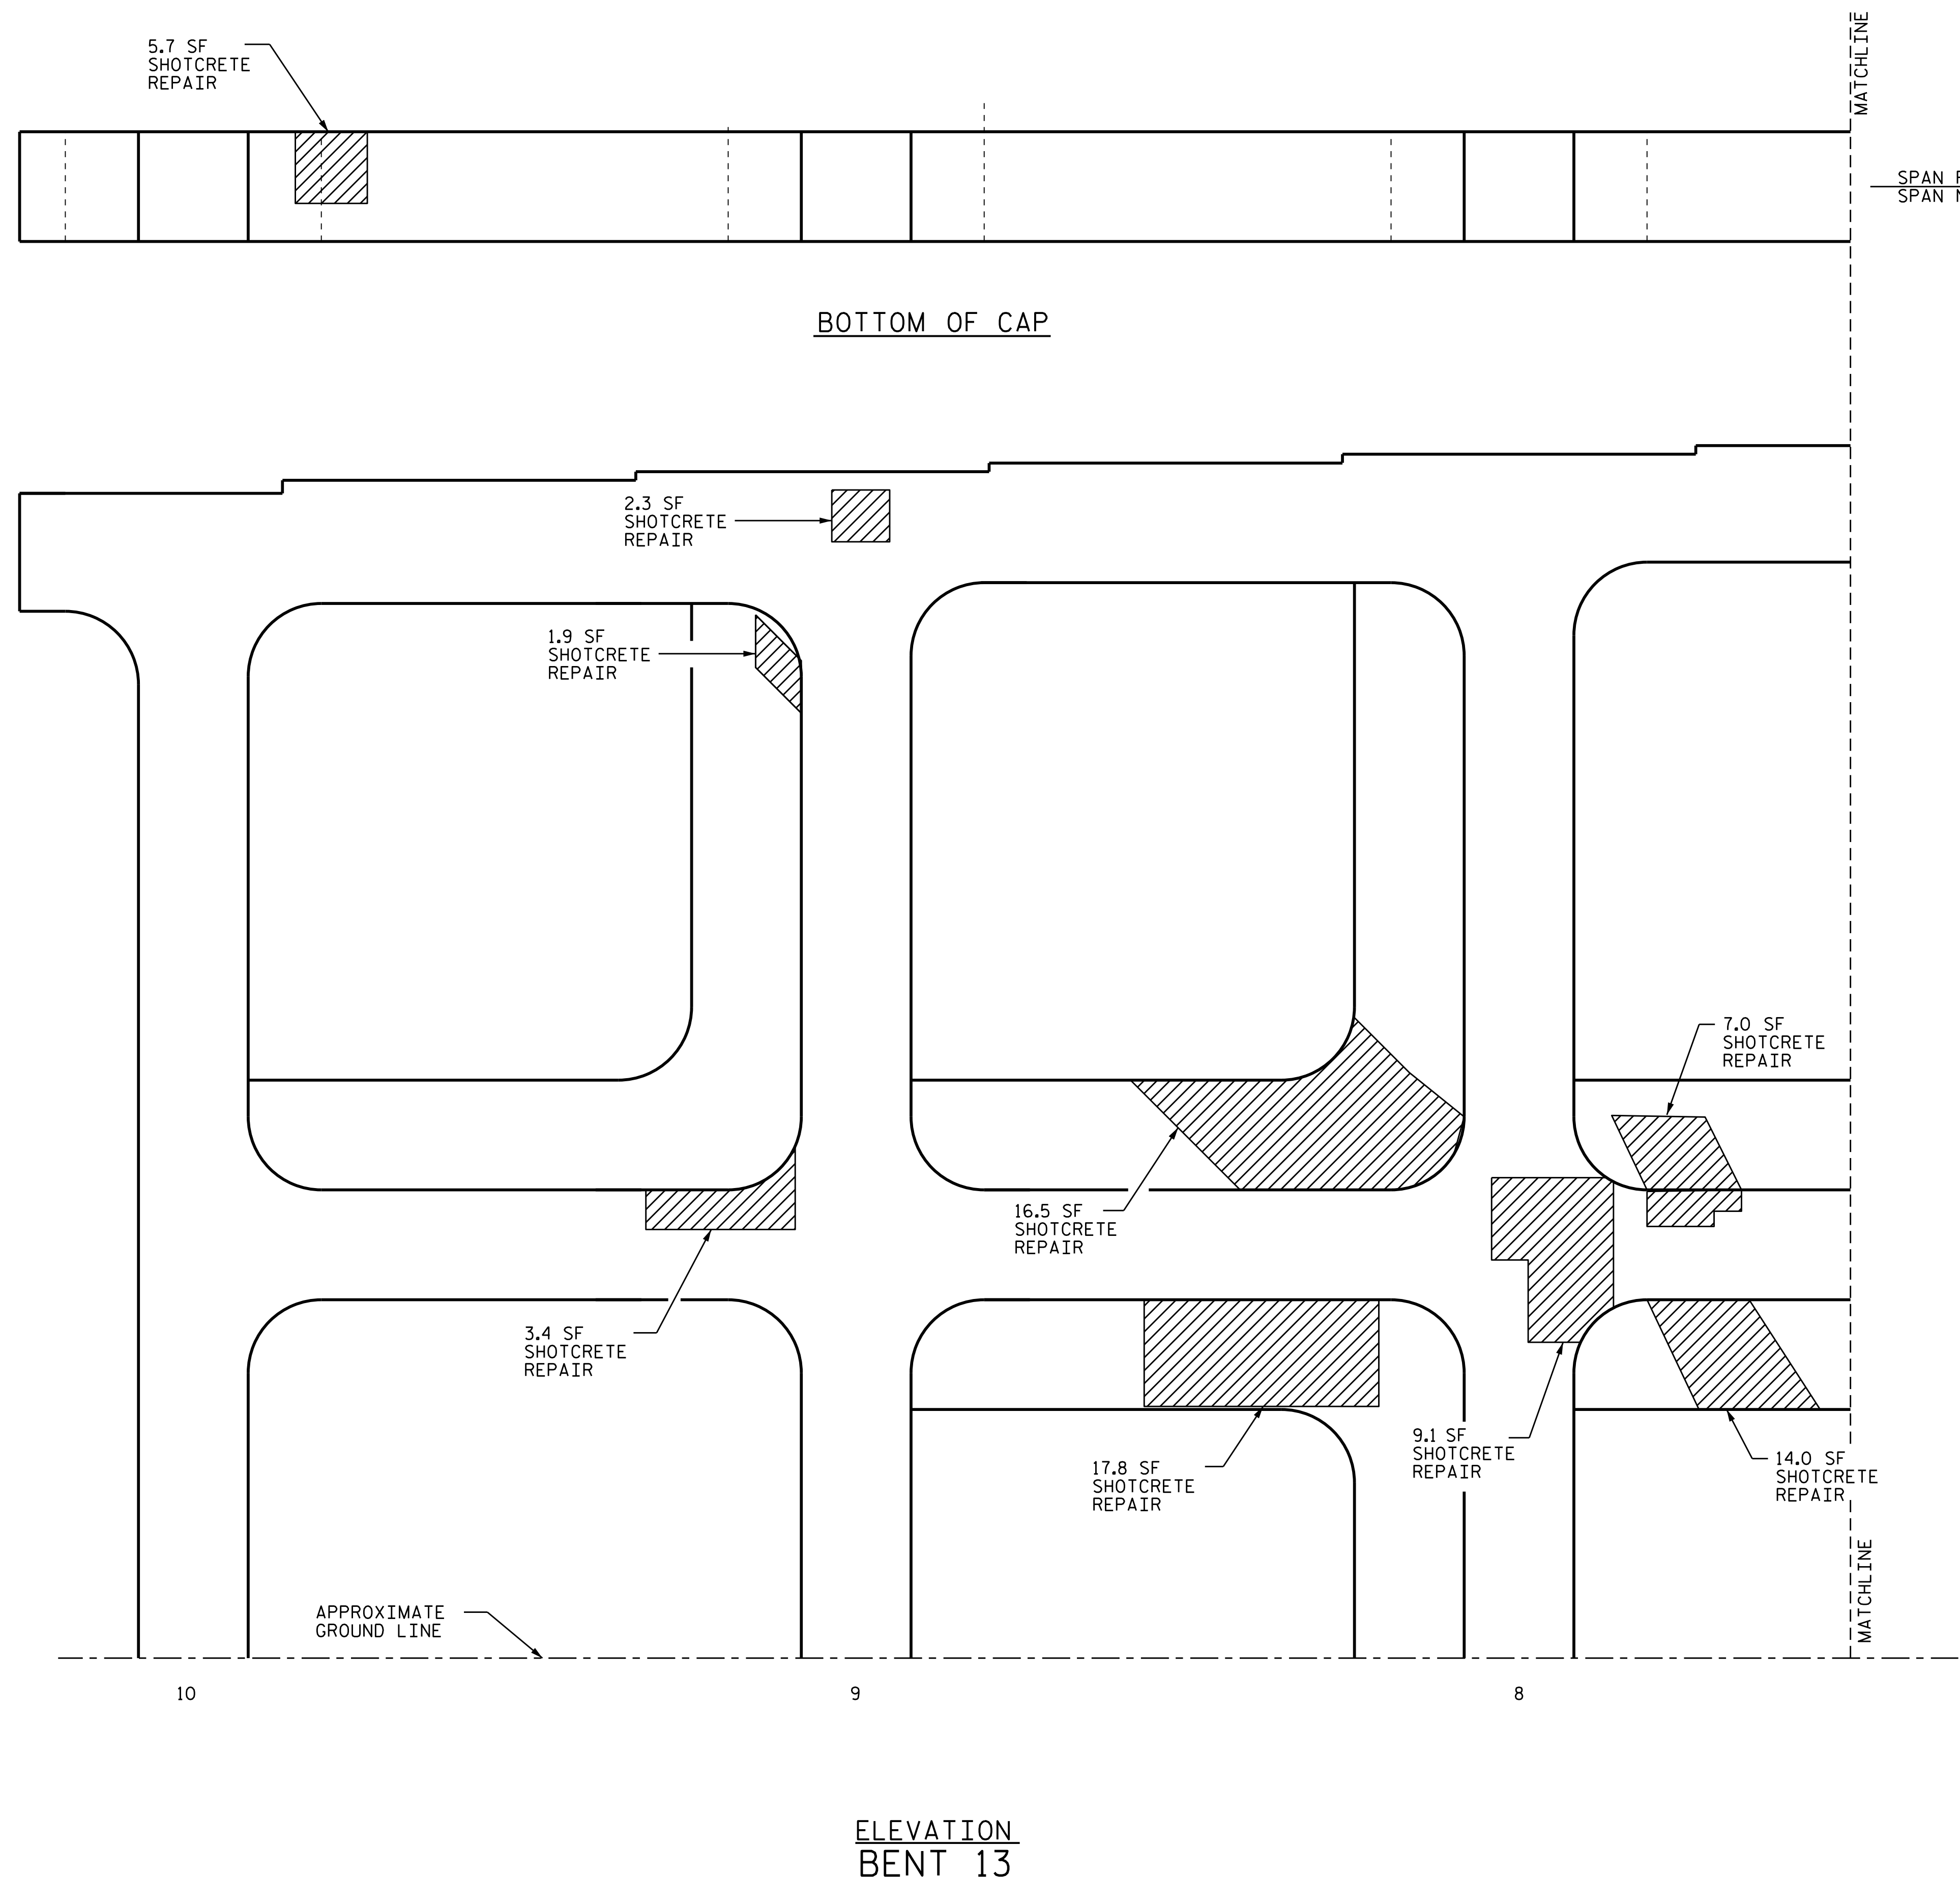 MATCHLINE
5.7 SF
SHOTCRETE
REPAIR
SPAN
SPAN
BOTTOM OF CAP
2.3 SF
SHOTCRETE
REPAIR
1.9 SF
SHOTCRETE
REPAIR
7.0 SF
SHOTCRETE
REPAIR
16.5 SF
SHOTCRETE
REPAIR
3.4 SF
SHOTCRETE
REPAIR
9.1 SF
SHOTCRETE
REPAIR
17.8 SF
SHOTCRETE
REPAIR
14.0 SF
SHOTCRETE
REPAIR
MATCHLINE
APPROXIMATE
GROUND LINE
10
9
8
ELEVATION
BENT 13